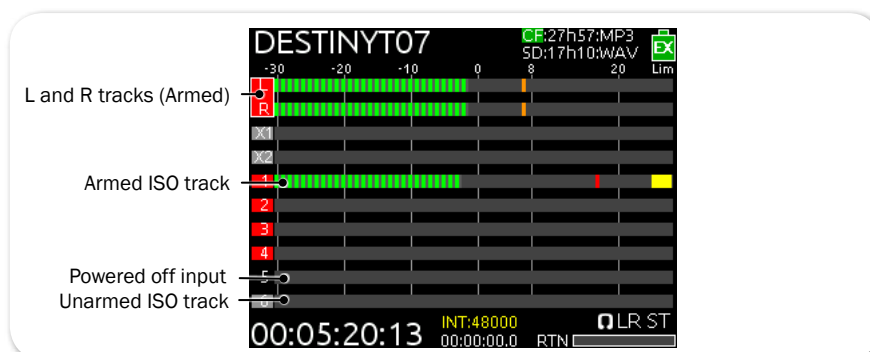 DESTINYT07
CF:27h57:MP3
SD:17h10:WAV
EX
-30 -20 -10 0 8 20 Lim
L and R tracks (Armed)
L
R
X1
X2
Armed ISO track
1
2
3
4
Powered off input
5
Unarmed ISO track
6
00:05:20:13
INT:48000
00:00:00.0
LR ST
RTN